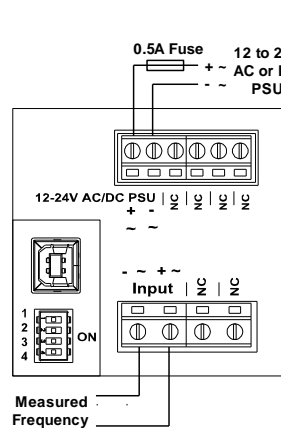 0.5A Fuse
+ ~
- ~
12 to 2
AC or
PSU
12-24V AC/DC PSU | NC | NC | NC | NC
+ -
~ ~
- ~ + ~
Input | NC | NC
1
2
3
4
ON
Measured
Frequency